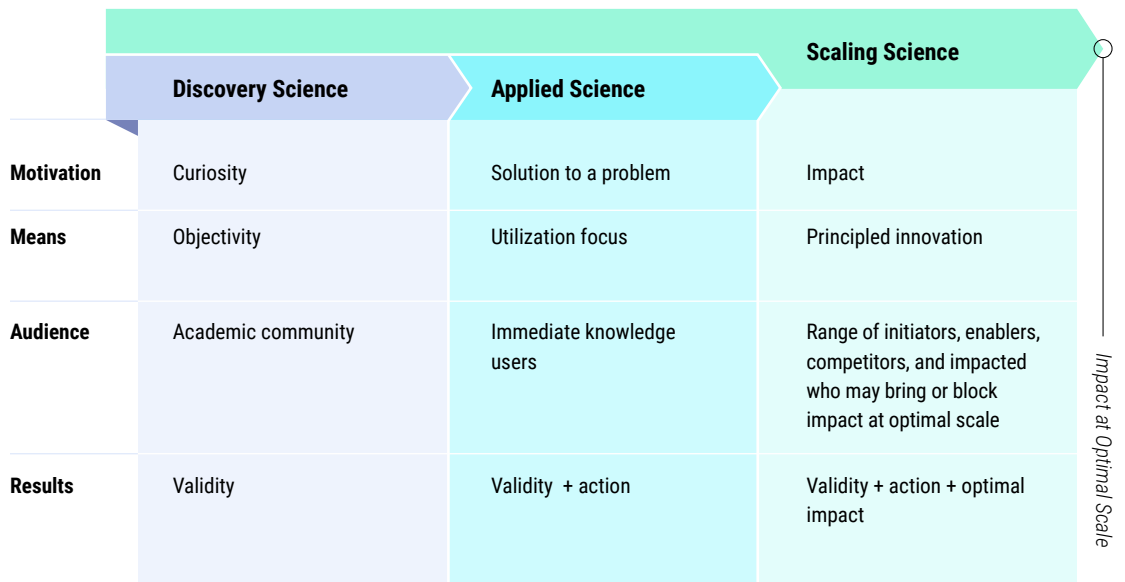 Scaling Science
Discovery Science
Applied Science
Motivation
Curiosity
Solution to a problem
Impact
Means
Objectivity
Utilization focus
Principled innovation
Audience
Academic community
Immediate knowledge
users
Range of initiators, enablers,
competitors, and impacted
who may bring or block
impact at optimal scale
Results
Validity
Validity + action
Validity + action + optimal
impact
Impact at Optimal Scale